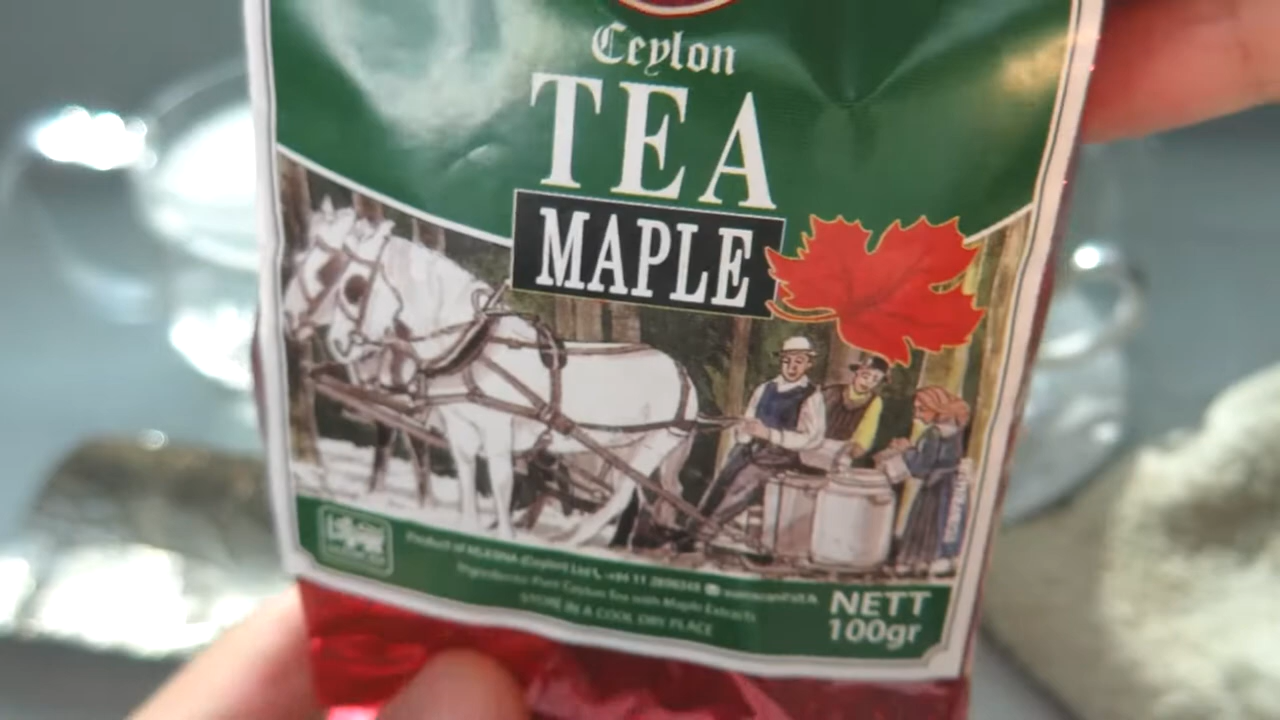 Ceylon
TEA
MAPLE
Product of (Ceylon) Ltd
Ingredients: Pure Ceylon Tea with Maple Extracts
STORE IN A COOL DRY PLACE
NETT
100gr